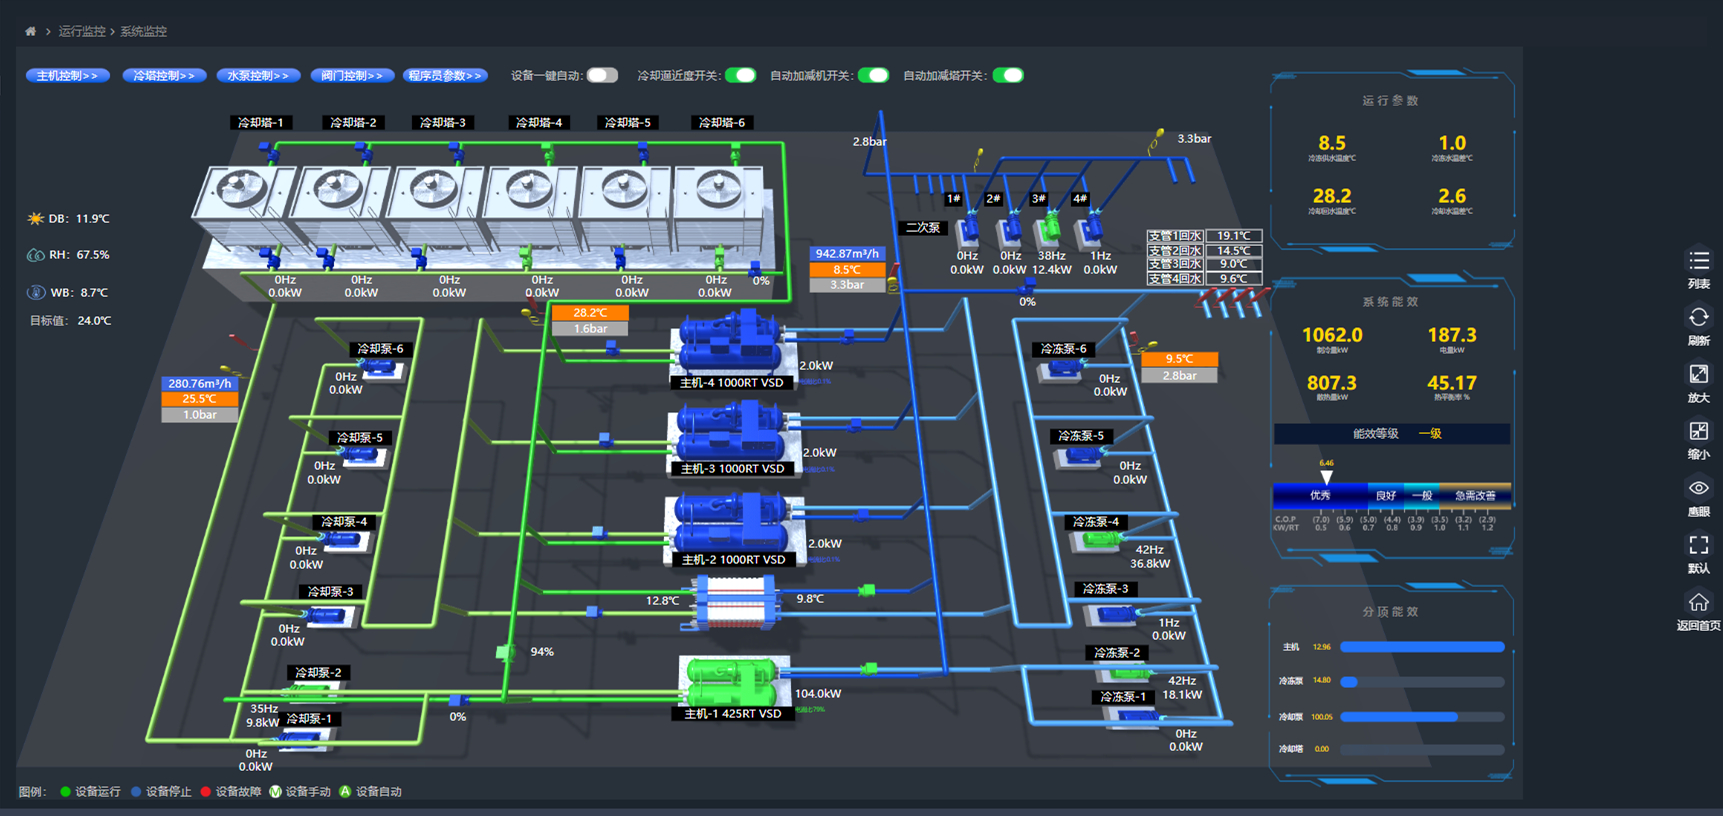 运行监控 > 系统监控
主机控制>>
冷塔控制>>
水泵控制>>
阀门控制>>
程序员参数>>
设备一键自动：
冷却逼近度开关：
自动加减机开关：
自动加减塔开关：
冷却塔-1
冷却塔-2
冷却塔-3
冷却塔-4
冷却塔-5
冷却塔-6
DB: 11.9℃
RH: 67.5%
WB: 8.7℃
目标值: 24.0℃
0Hz
0.0kW
0Hz
0.0kW
0Hz
0.0kW
0Hz
0.0kW
0Hz
0.0kW
0Hz
0.0kW
0%
2.8bar
3.3bar
二次泵
1#
2#
3#
4#
0Hz
0.0kW
0Hz
0.0kW
38Hz
12.4kW
1Hz
0.0kW
支管1回水 19.1℃
支管2回水 14.5℃
支管3回水 9.0℃
支管4回水 9.6℃
942.87m³/h
8.5℃
3.3bar
0%
28.2℃
1.6bar
280.76m³/h
25.5℃
1.0bar
9.5℃
2.8bar
冷却泵-6
0Hz
0.0kW
冷却泵-5
0Hz
0.0kW
冷却泵-4
0Hz
0.0kW
冷却泵-3
0Hz
0.0kW
冷却泵-2
35Hz
9.8kW
冷却泵-1
0Hz
0.0kW
2.0kW
主机-4 1000RT VSD
2.0kW
主机-3 1000RT VSD
2.0kW
主机-2 1000RT VSD
12.8℃
9.8℃
94%
0%
104.0kW
主机-1 425RT VSD
冷冻泵-6
0Hz
0.0kW
冷冻泵-5
0Hz
0.0kW
冷冻泵-4
42Hz
36.8kW
冷冻泵-3
1Hz
0.0kW
冷冻泵-2
42Hz
18.1kW
冷冻泵-1
0Hz
0.0kW
运行参数
8.5
冷冻供水温度℃
1.0
冷冻水温差℃
28.2
冷却回水温度℃
2.6
冷却水温差℃
系统能效
1062.0
制冷量kW
187.3
电量kW
807.3
散热量kW
45.17
热平衡率 %
能效等级 一级
6.46
优秀 良好 一般 急需改善
C.O.P (7.0) (5.9) (5.0) (4.4) (3.9) (3.5) (3.2) (2.9)
KW/RT 0.5 0.6 0.7 0.8 0.9 1.0 1.1 1.2
分项能效
主机 12.96
冷冻泵 14.80
冷却泵 100.05
冷却塔 0.00
列表
刷新
放大
缩小
惠眼
默认
返回首页
图例：
设备运行
设备停止
设备故障
M 设备手动
A 设备自动